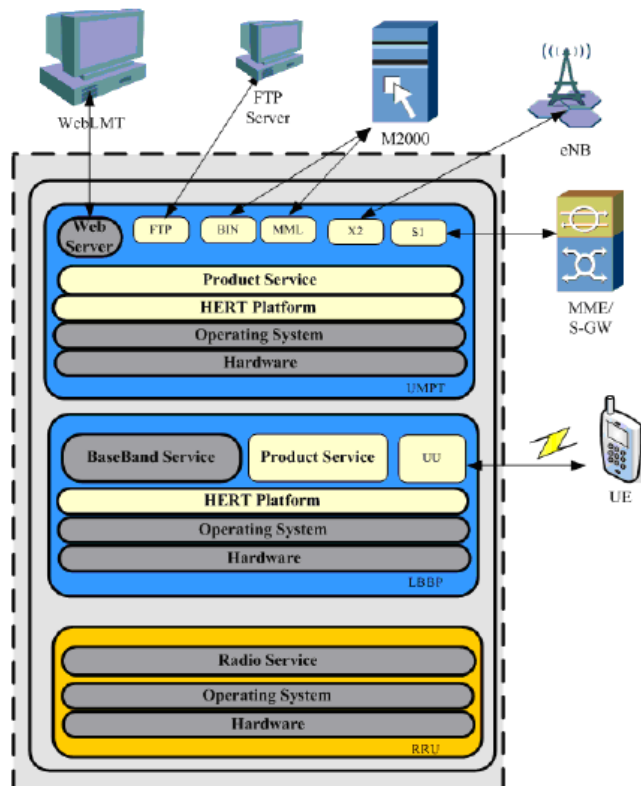 WebLMT
FTP
Server
M2000
eNB
Web
Server
FTP
BIN
MML
X2
S1
Product Service
HERT Platform
Operating System
Hardware
UMPT
MME/
S-GW
BaseBand Service
Product Service
UU
HERT Platform
Operating System
Hardware
LBBP
UE
Radio Service
Operating System
Hardware
RRU